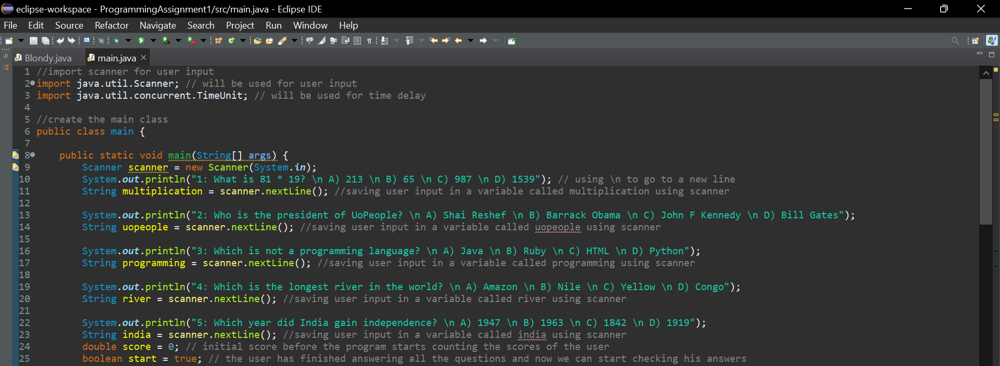 eclipse-workspace - ProgrammingAssignment1/src/main.java - Eclipse IDE
File Edit Source Refactor Navigate Search Project Run Window Help
Blondy.java main.java
1 //import scanner for user input
2 import java.util.Scanner; // will be used for user input
3 import java.util.concurrent.TimeUnit; // will be used for time delay
4
5 //create the main class
6 public class main {
7
8 public static void main(String[] args) {
9 Scanner scanner = new Scanner(System.in);
10 System.out.println("1: What is 81 * 19? \n A) 213 \n B) 65 \n C) 987 \n D) 1539"); // using \n to go to a new line
11 String multiplication = scanner.nextLine(); //saving user input in a variable called multiplication using scanner
12
13 System.out.println("2: Who is the president of UoPeople? \n A) Shai Reshef \n B) Barrack Obama \n C) John F Kennedy \n D) Bill Gates");
14 String uopeople = scanner.nextLine(); //saving user input in a variable called uopeople using scanner
15
16 System.out.println("3: Which is not a programming language? \n A) Java \n B) Ruby \n C) HTML \n D) Python");
17 String programming = scanner.nextLine(); //saving user input in a variable called programming using scanner
18
19 System.out.println("4: Which is the longest river in the world? \n A) Amazon \n B) Nile \n C) Yellow \n D) Congo");
20 String river = scanner.nextLine(); //saving user input in a variable called river using scanner
21
22 System.out.println("5: Which year did India gain independence? \n A) 1947 \n B) 1963 \n C) 1842 \n D) 1919");
23 String india = scanner.nextLine(); //saving user input in a variable called india using scanner
24 double score = 0; // initial score before the program starts counting the scores of the user
25 boolean start = true; // the user has finished answering all the questions and now we can start checking his answers